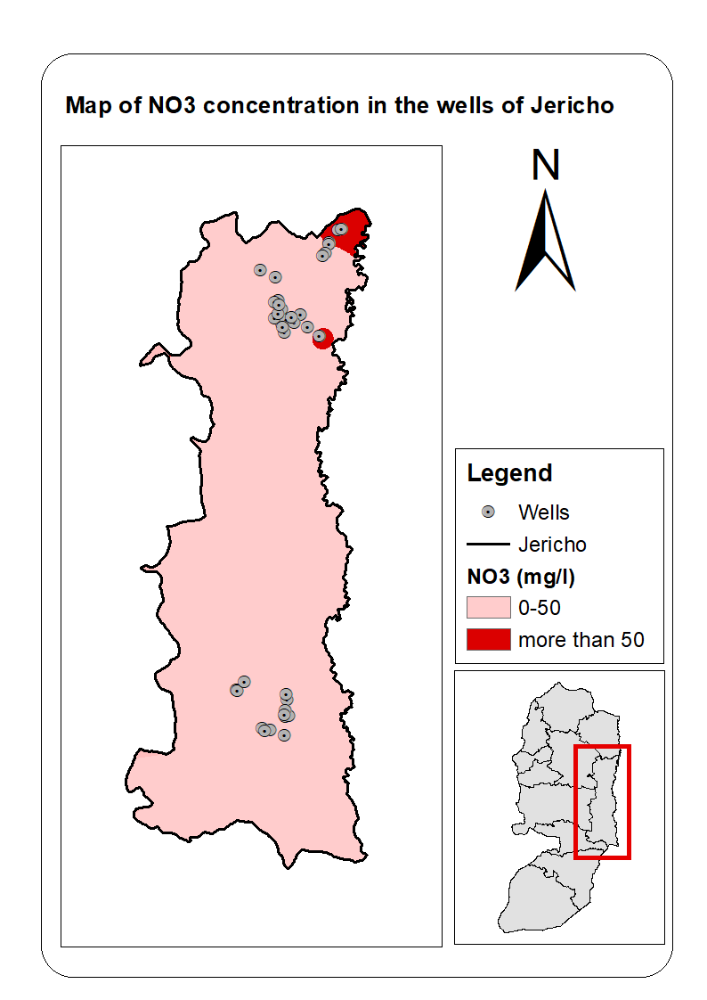 Map of NO3 concentration in the wells of Jericho
N
Legend
Wells
Jericho
NO3 (mg/l)
0-50
more than 50